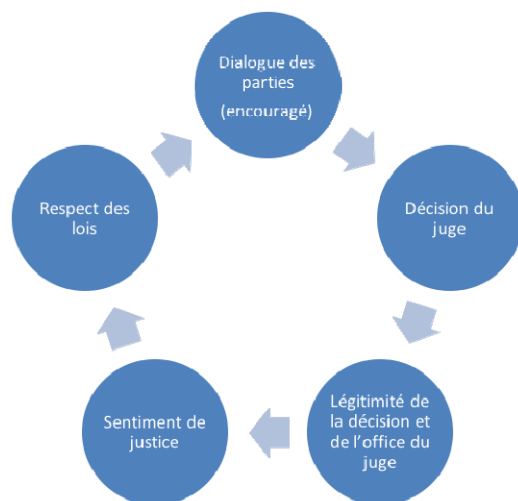 Dialogue des
parties
(encouragé)
Décision du
juge
Légitimité de
la décision et
de l'office du
juge
Sentiment de
justice
Respect des
lois